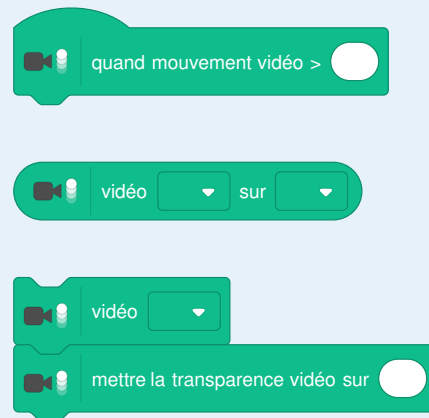 quand mouvement vidéo >
vidéo sur
vidéo
mettre la transparence vidéo sur